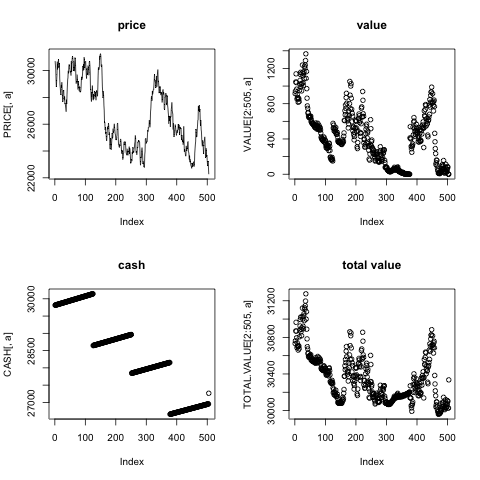 price
PRICE[, a]
22000 26000 30000
0 100 200 300 400 500
Index
value
VALUE[2:505, a]
0 400 800 1200
0 100 200 300 400 500
Index
cash
CASH[, a]
27000 28500 30000
0 100 200 300 400 500
Index
total value
TOTAL.VALUE[2:505, a]
30000 30400 30800 31200
0 100 200 300 400 500
Index